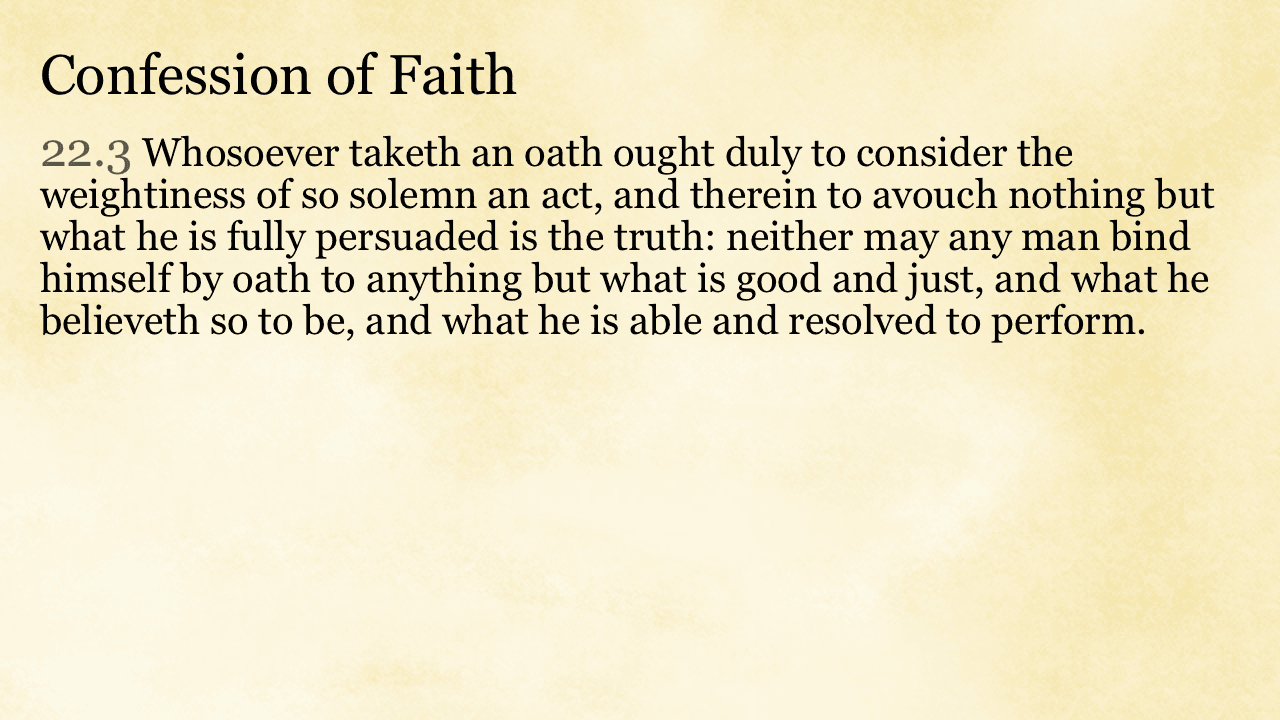 Confession of Faith
22.3 Whosoever taketh an oath ought duly to consider the
weightiness of so solemn an act, and therein to avouch nothing but
what he is fully persuaded is the truth: neither may any man bind
himself by oath to anything but what is good and just, and what he
believeth so to be, and what he is able and resolved to perform.